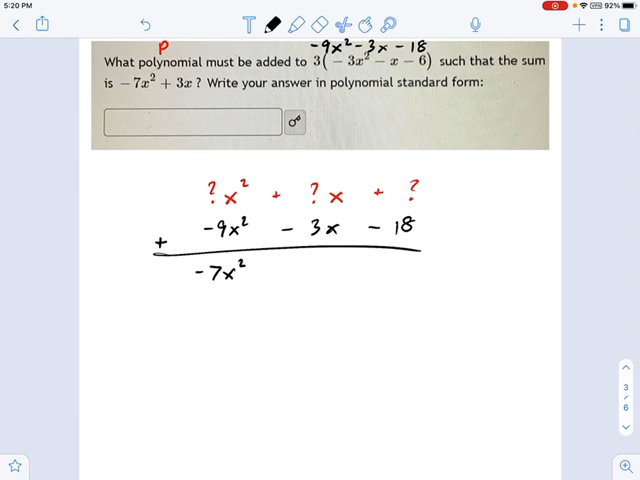 5:20 PM
VPN 92%
T
P
-9x² - 3x - 18
What polynomial must be added to 3( − 3x² − x − 6) such that the sum
is − 7x² + 3x? Write your answer in polynomial standard form:
?x² + ?x + ?
+ -9x² - 3x - 18
-7x²
3
/
6